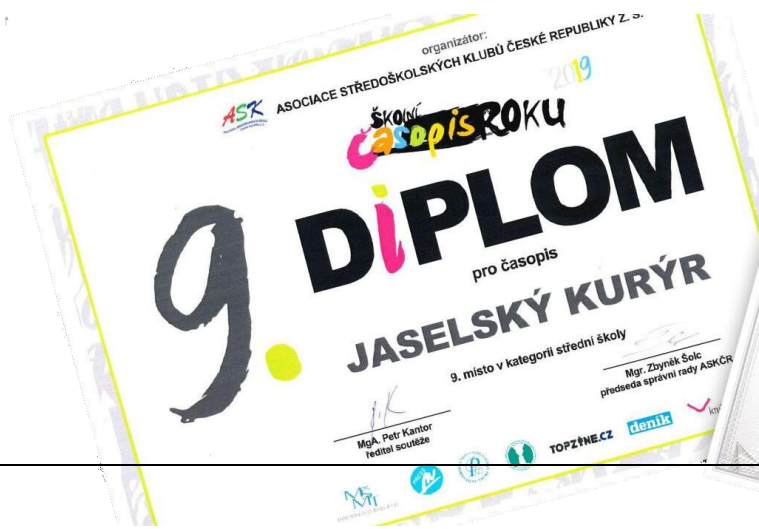 organizátor:
ASK ASOCIACE STŘEDOŠKOLSKÝCH KLUBŮ ČESKÉ REPUBLIKY Z. S.
2019
ŠKOLNÍ
časopis ROKU
9. DiPLOM
pro časopis
JASELSKÝ KURÝR
9. místo v kategorii střední školy
MgA. Petr Kantor
ředitel soutěže
Mgr. Zbyněk Šolc
předseda správní rady ASKČR
TOPZINE.CZ
deník